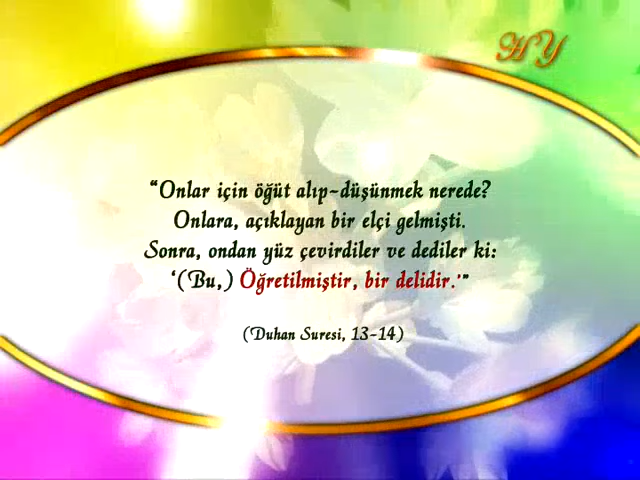 HY
“Onlar için öğüt alıp-düşünmek nerede?
Onlara, açıklayan bir elçi gelmişti.
Sonra, ondan yüz çevirdiler ve dediler ki:
‘(Bu,) Öğretilmiştir, bir delidir.’”
(Duhan Suresi, 13-14)